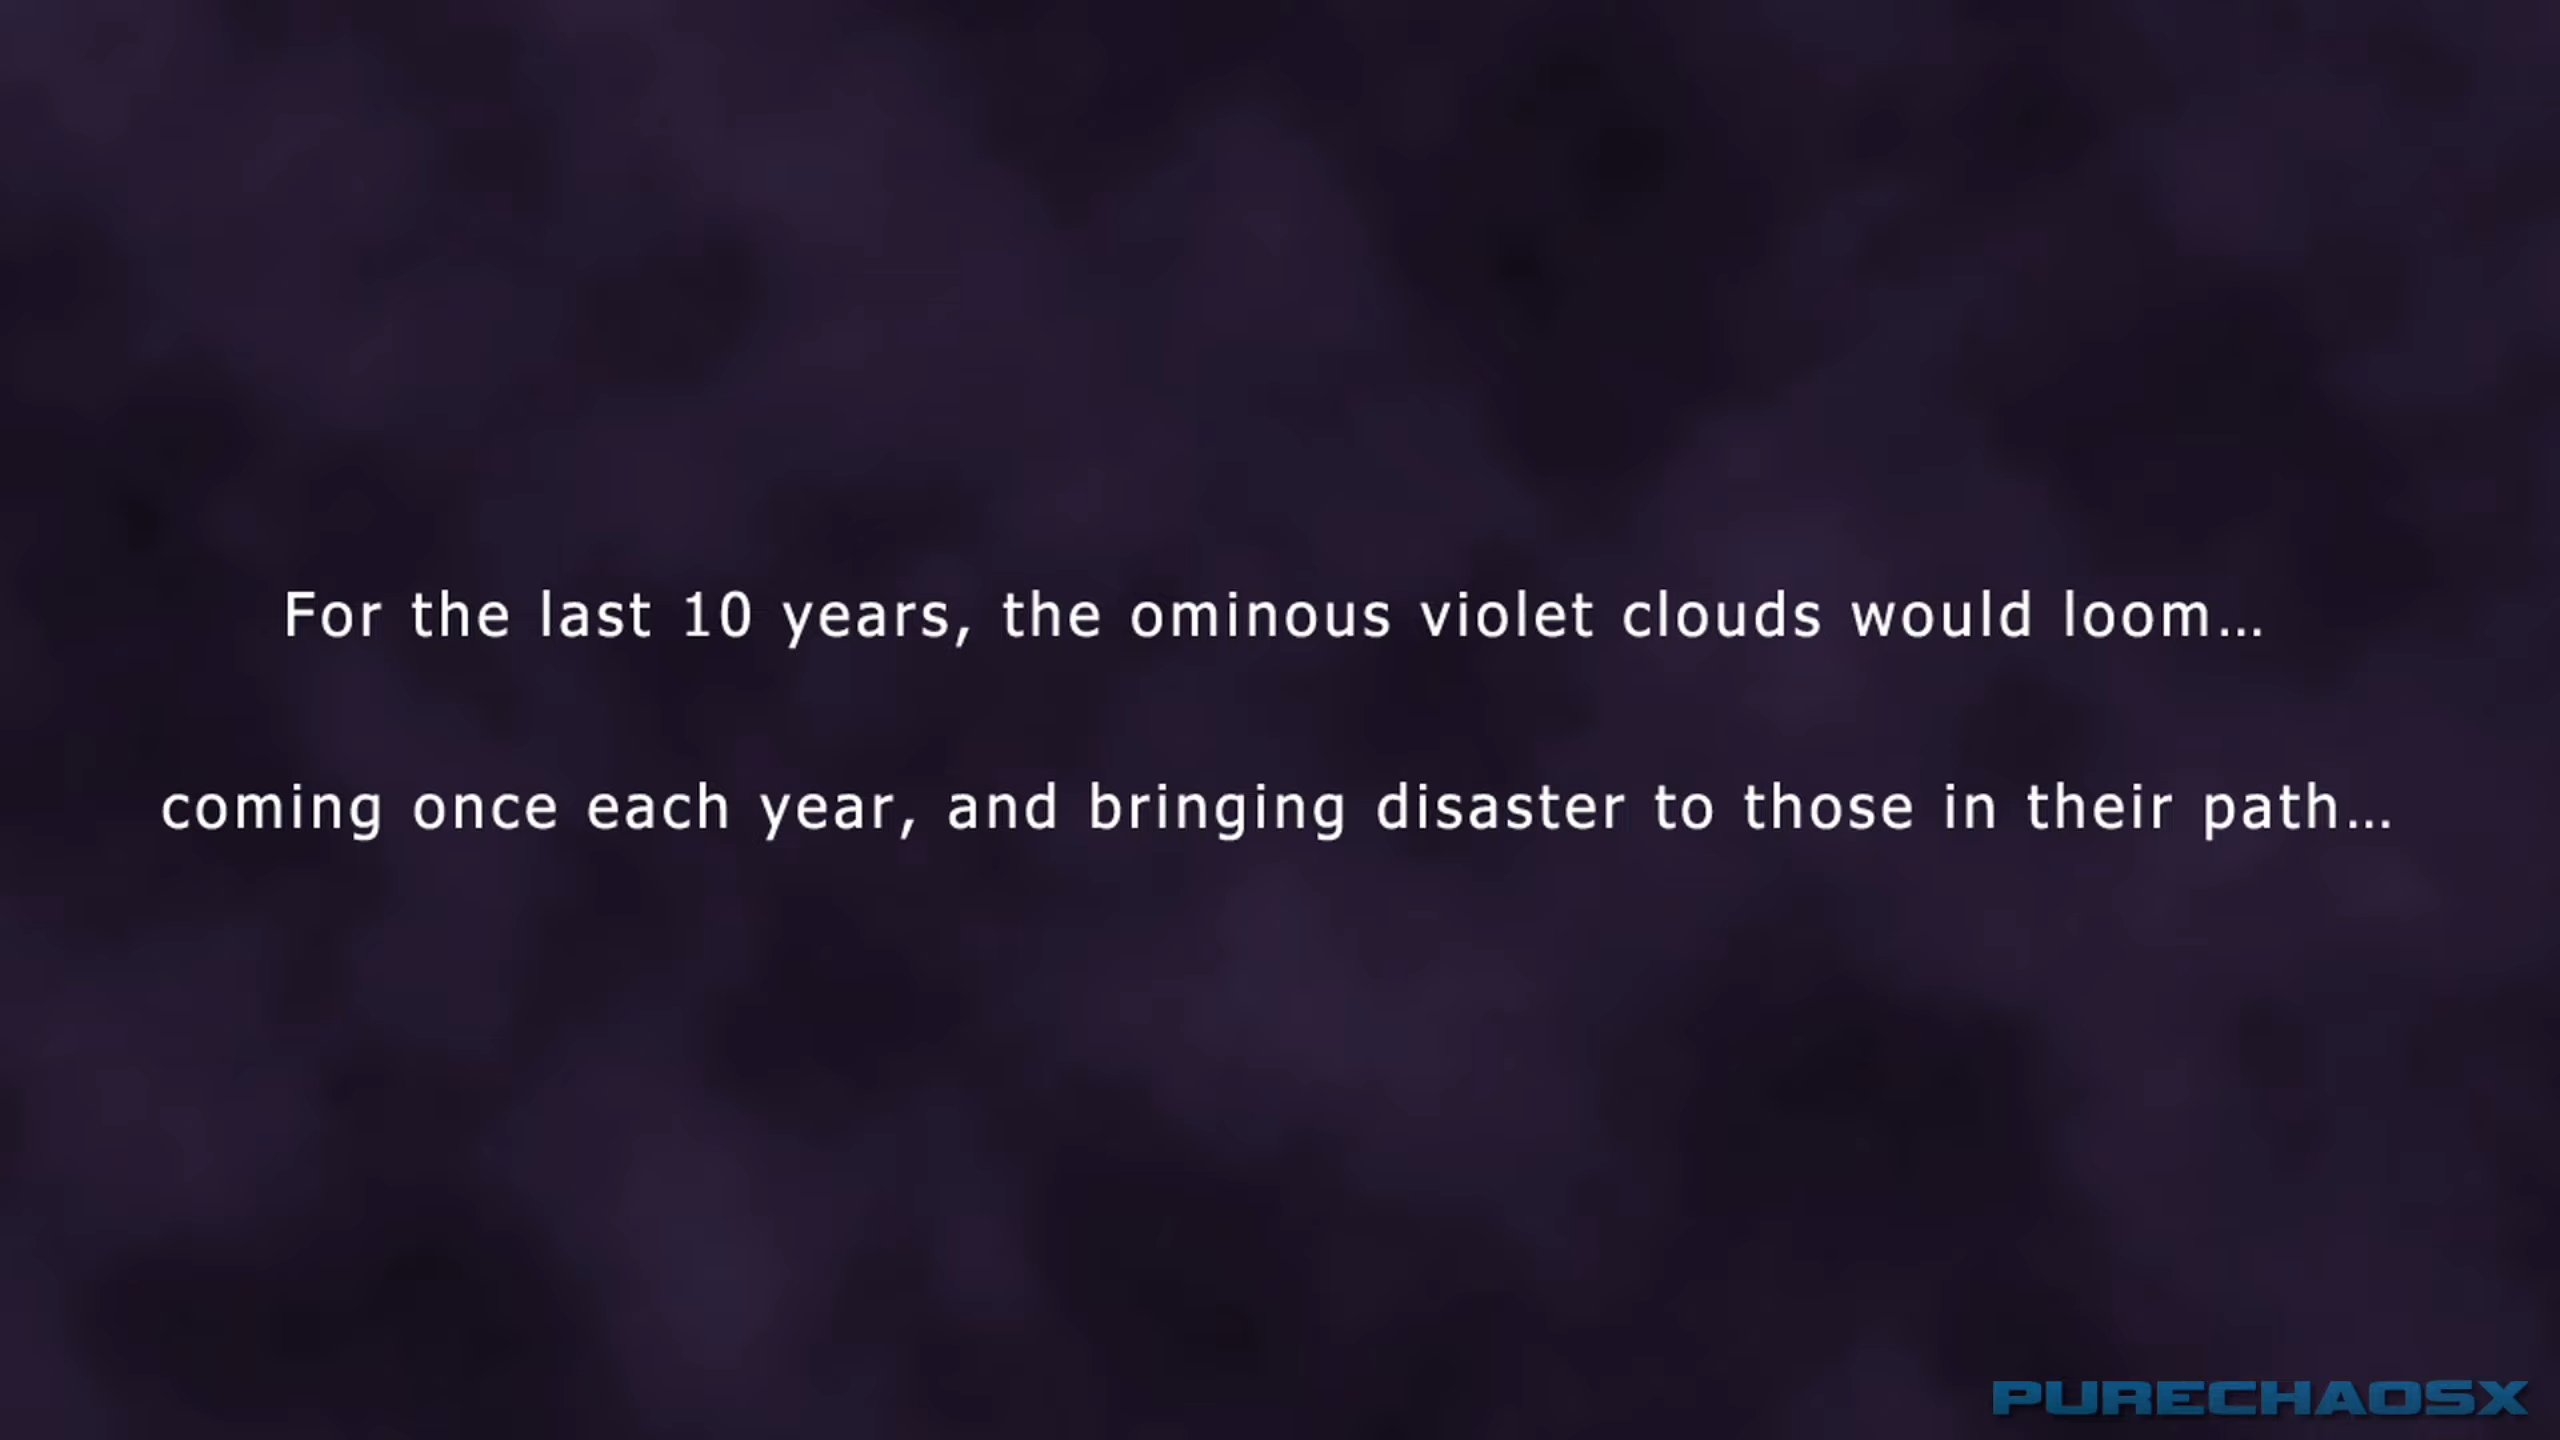 For the last 10 years, the ominous violet clouds would loom...
coming once each year, and bringing disaster to those in their path...
PURECHAOSX